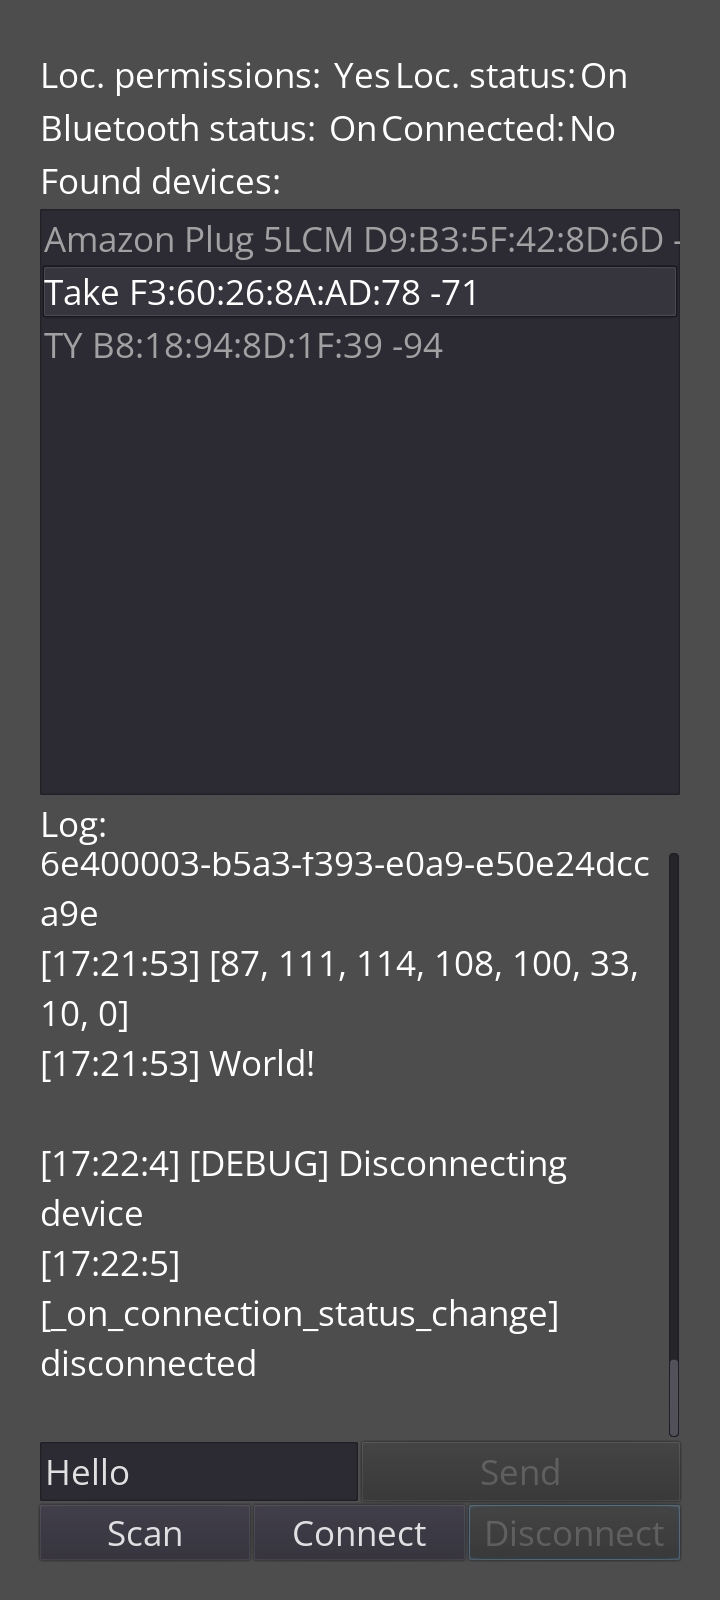 Loc. permissions: Yes Loc. status: On
Bluetooth status: On Connected: No
Found devices:
Amazon Plug 5LCM D9:B3:5F:42:8D:6D -
Take F3:60:26:8A:AD:78 -71
TY B8:18:94:8D:1F:39 -94
Log:
6e400003-b5a3-f393-e0a9-e50e24dcc
a9e
[17:21:53] [87, 111, 114, 108, 100, 33,
10, 0]
[17:21:53] World!
[17:22:4] [DEBUG] Disconnecting
device
[17:22:5]
[_on_connection_status_change]
disconnected
Hello Send
Scan Connect Disconnect